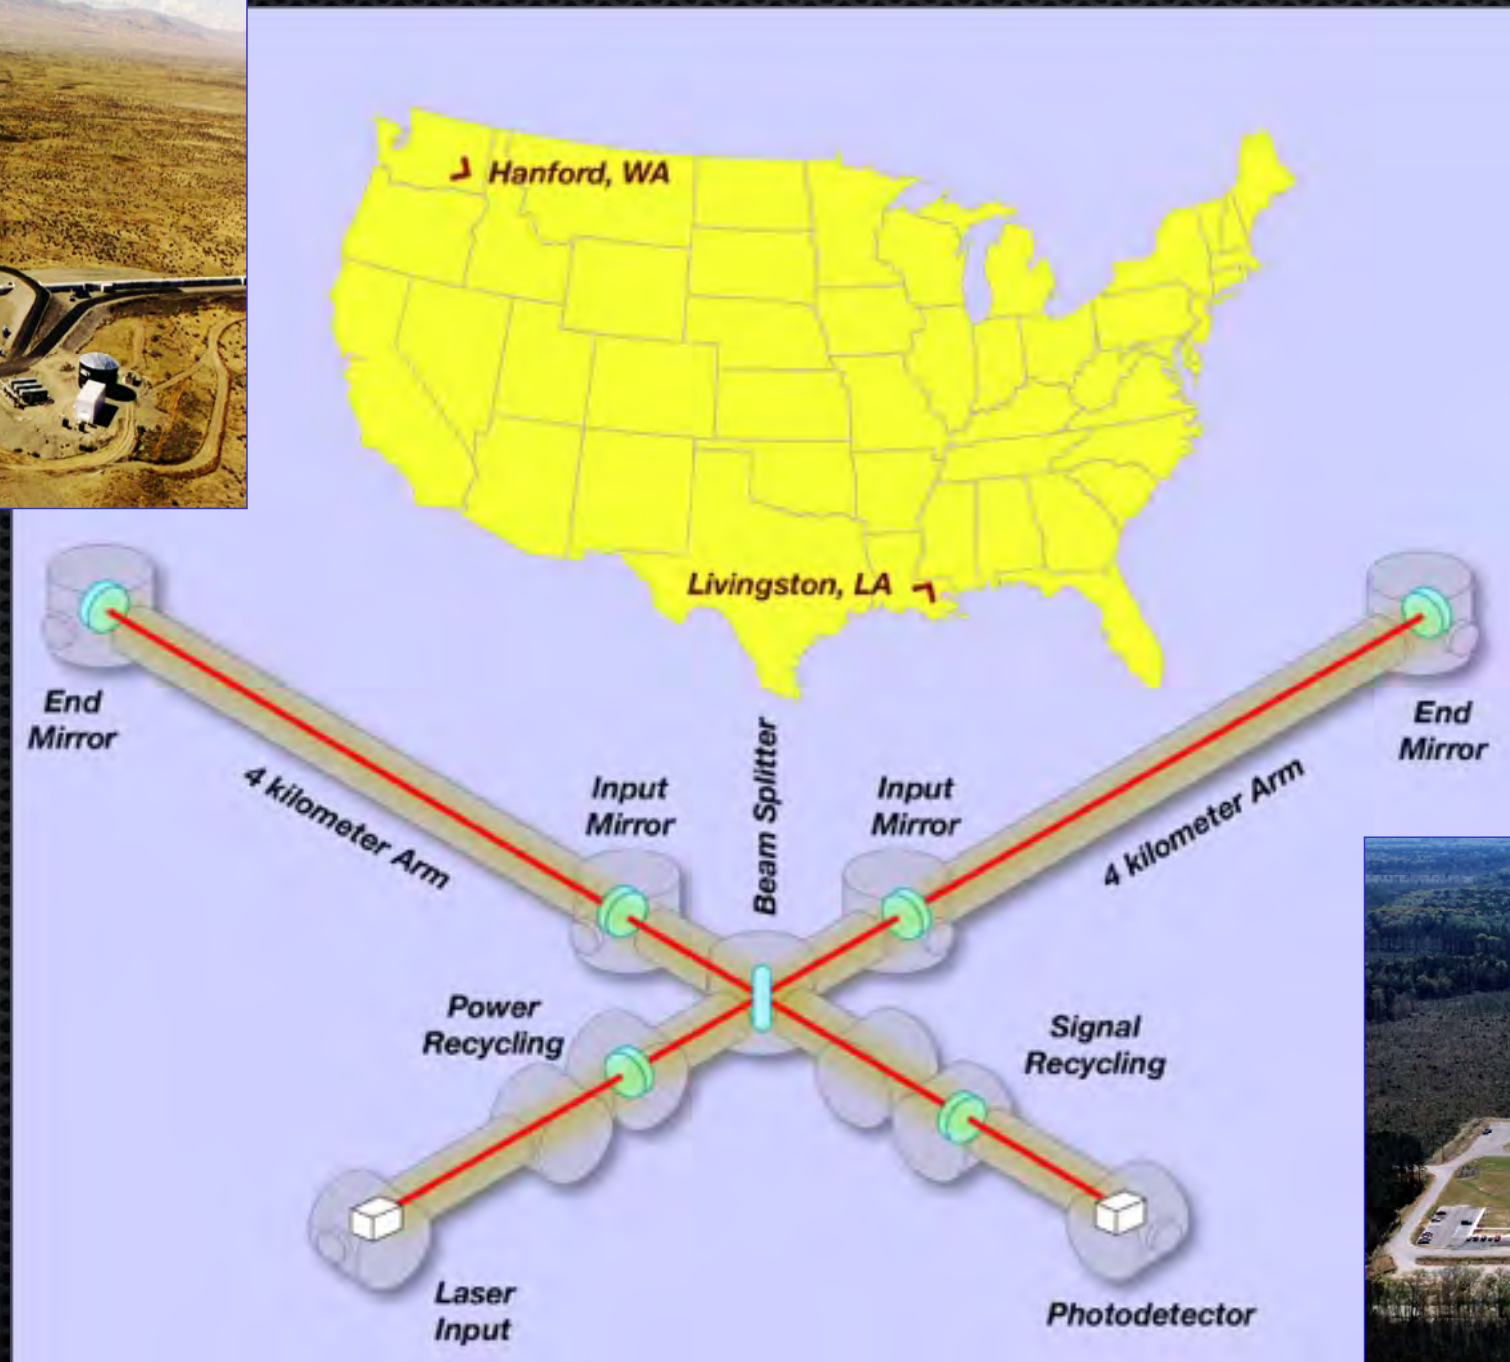 Hanford, WA
Livingston, LA
End
Mirror
4 kilometer Arm
Input
Mirror
Beam Splitter
Input
Mirror
4 kilometer Arm
End
Mirror
Power
Recycling
Signal
Recycling
Laser
Input
Photodetector